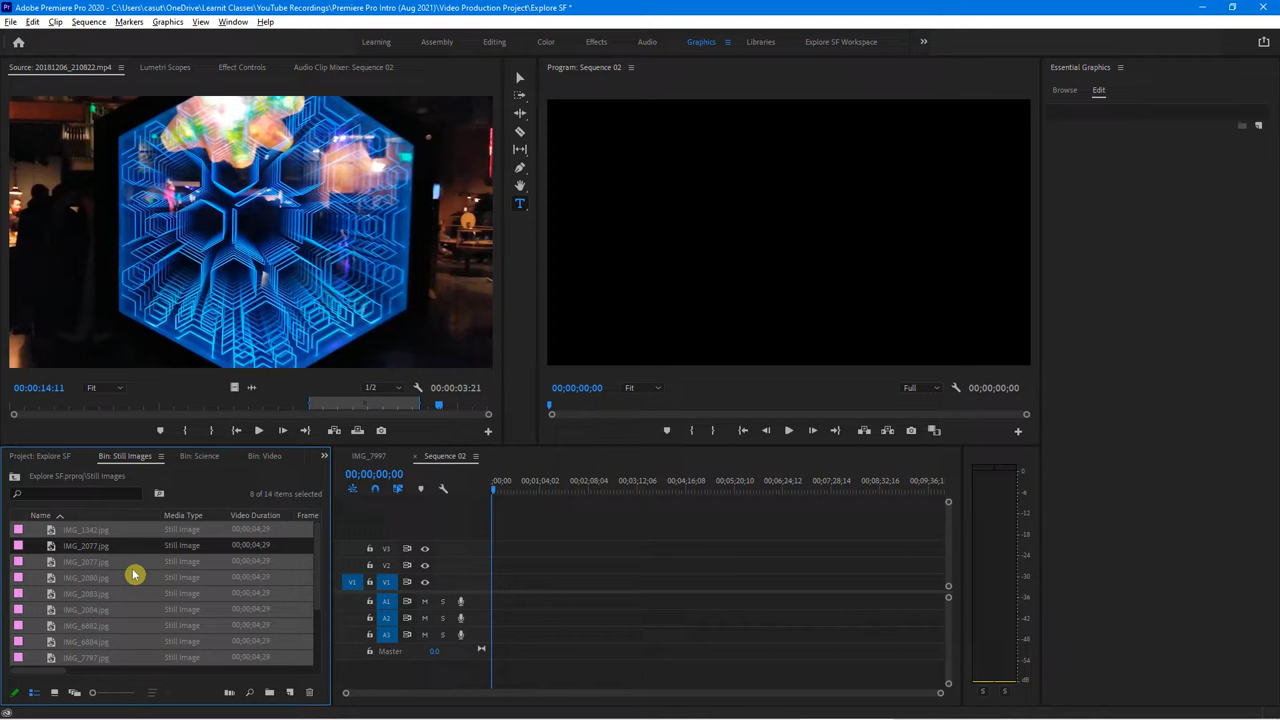 Adobe Premiere Pro 2020 - C:\Users\casut\OneDrive\Learnit Classes\YouTube Recordings\Premiere Pro Intro (Aug 2021)\Video Production Project\Explore SF *
File Edit Clip Sequence Markers Graphics View Window Help
Learning Assembly Editing Color Effects Audio Graphics Libraries Explore SF Workspace
Source: 20181206_210822.mp4 Lumetri Scopes Effect Controls Audio Clip Mixer: Sequence 02
Program: Sequence 02
Essential Graphics
Browse Edit
00:00:14:11 Fit 1/2 00:00:03:21
00;00;00;00 Fit Full 00;00;00;00
Project: Explore SF Bin: Still Images Bin: Science Bin: Video
Explore SF.prproj\Still Images
8 of 14 items selected
Name Media Type Video Duration Frame
IMG_1342.jpg Still Image 00;00;04;29
IMG_2077.jpg Still Image 00;00;04;29
IMG_2077.jpg Still Image 00;00;04;29
IMG_2080.jpg Still Image 00;00;04;29
IMG_2083.jpg Still Image 00;00;04;29
IMG_2084.jpg Still Image 00;00;04;29
IMG_6882.jpg Still Image 00;00;04;29
IMG_6884.jpg Still Image 00;00;04;29
IMG_7797.jpg Still Image 00;00;04;29
IMG_7997 × Sequence 02
00;00;00;00
;00;00 00;01;04;02 00;02;08;04 00;03;12;06 00;04;16;08 00;05;20;10 00;06;24;12 00;07;28;14 00;08;32;16 00;09;36;1
V3
V2
V1 V1
A1 M S
A2 M S
A3 M S
Master 0.0
0
-6
-12
-18
-24
-30
-36
-42
-48
-54
dB
S S